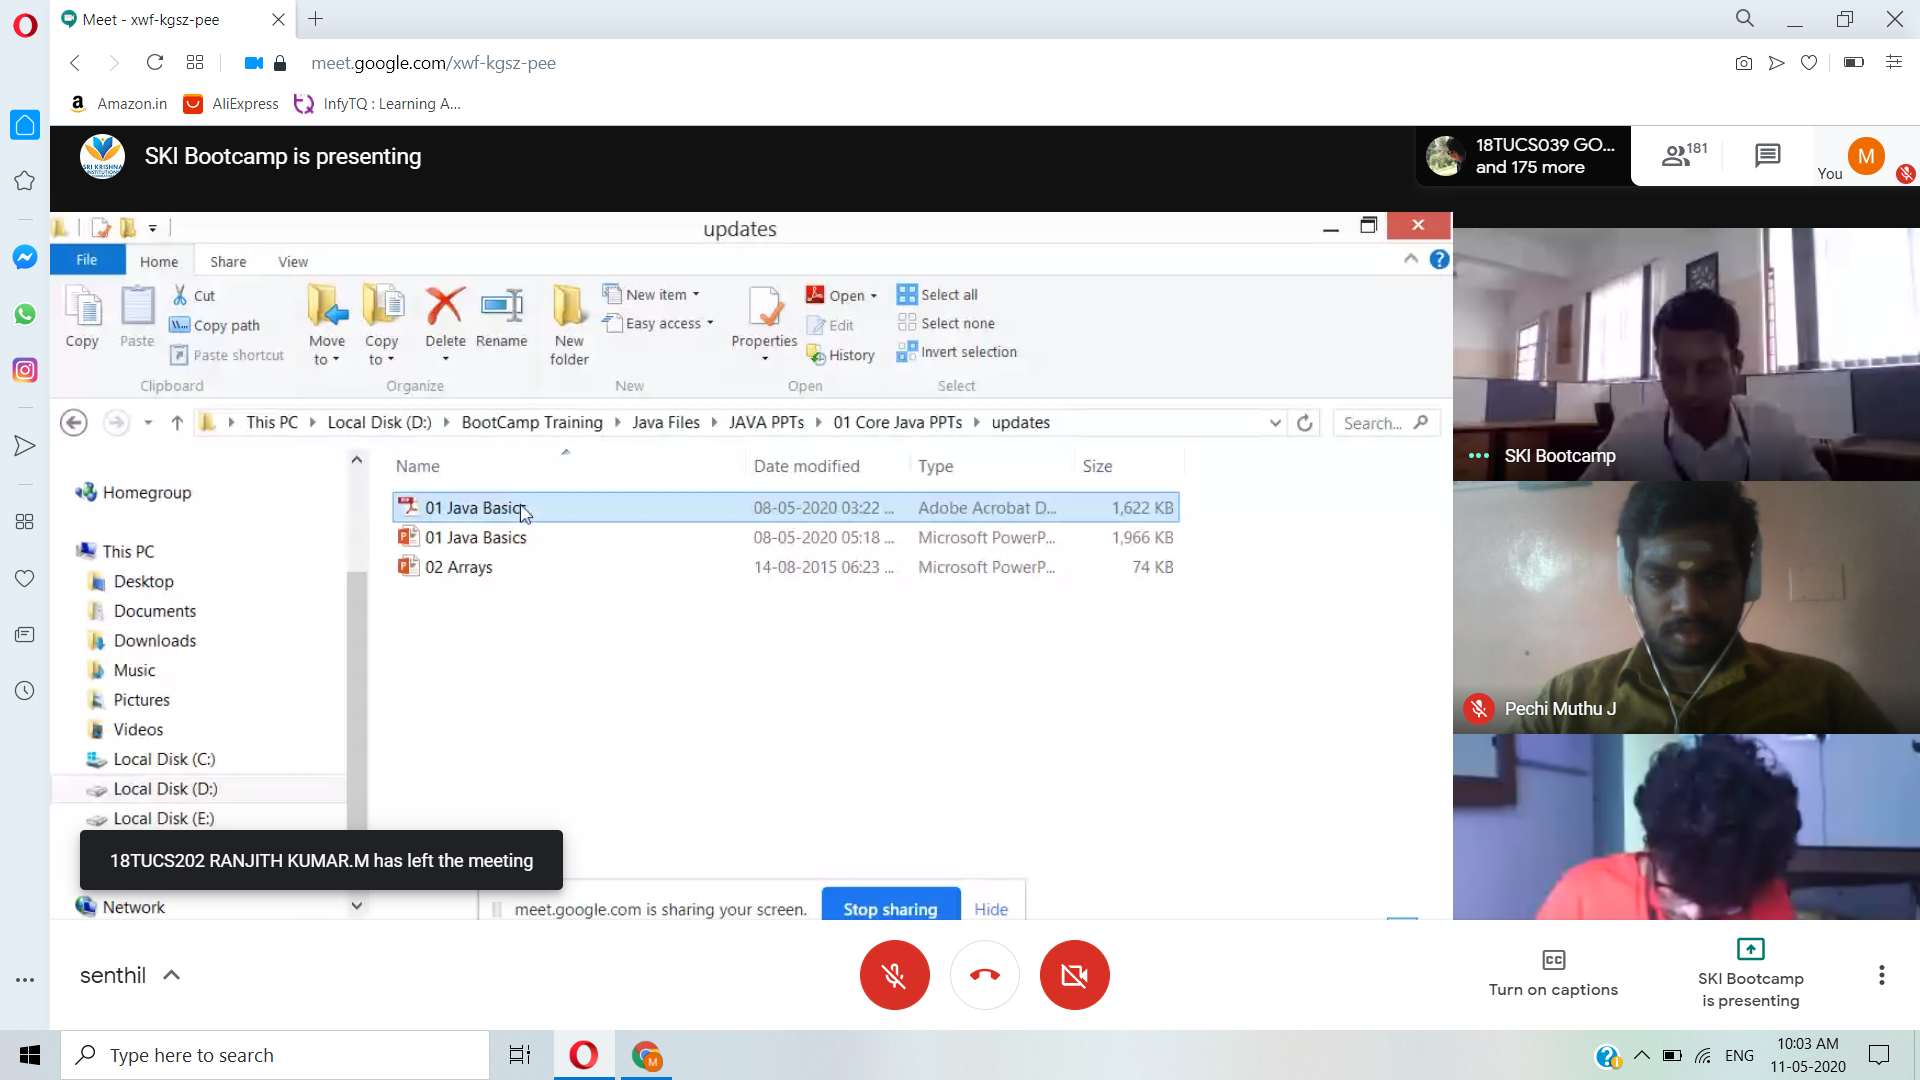 Meet - xwf-kgsz-pee
meet.google.com/xwf-kgsz-pee
Amazon.in
AliExpress
InfyTQ : Learning A...
SRI KRISHNA
SKI Bootcamp is presenting
18TUCS039 GO...
and 175 more
181
You
M
updates
File
Home
Share
View
Copy
Paste
Cut
Copy path
Paste shortcut
Clipboard
Move to
Copy to
Delete
Rename
Organize
New folder
New item
Easy access
New
Properties
Open
Edit
History
Open
Select all
Select none
Invert selection
Select
This PC
Local Disk (D:)
BootCamp Training
Java Files
JAVA PPTs
01 Core Java PPTs
updates
Search...
Name
Date modified
Type
Size
01 Java Basics 08-05-2020 03:22 ... Adobe Acrobat D... 1,622 KB
01 Java Basics 08-05-2020 05:18 ... Microsoft PowerP... 1,966 KB
02 Arrays 14-08-2015 06:23 ... Microsoft PowerP... 74 KB
Homegroup
This PC
Desktop
Documents
Downloads
Music
Pictures
Videos
Local Disk (C:)
Local Disk (D:)
Local Disk (E:)
Network
18TUCS202 RANJITH KUMAR.M has left the meeting
meet.google.com is sharing your screen.
Stop sharing
Hide
SKI Bootcamp
Pechi Muthu J
senthil
CC
Turn on captions
SKI Bootcamp
is presenting
Type here to search
M
ENG
10:03 AM
11-05-2020